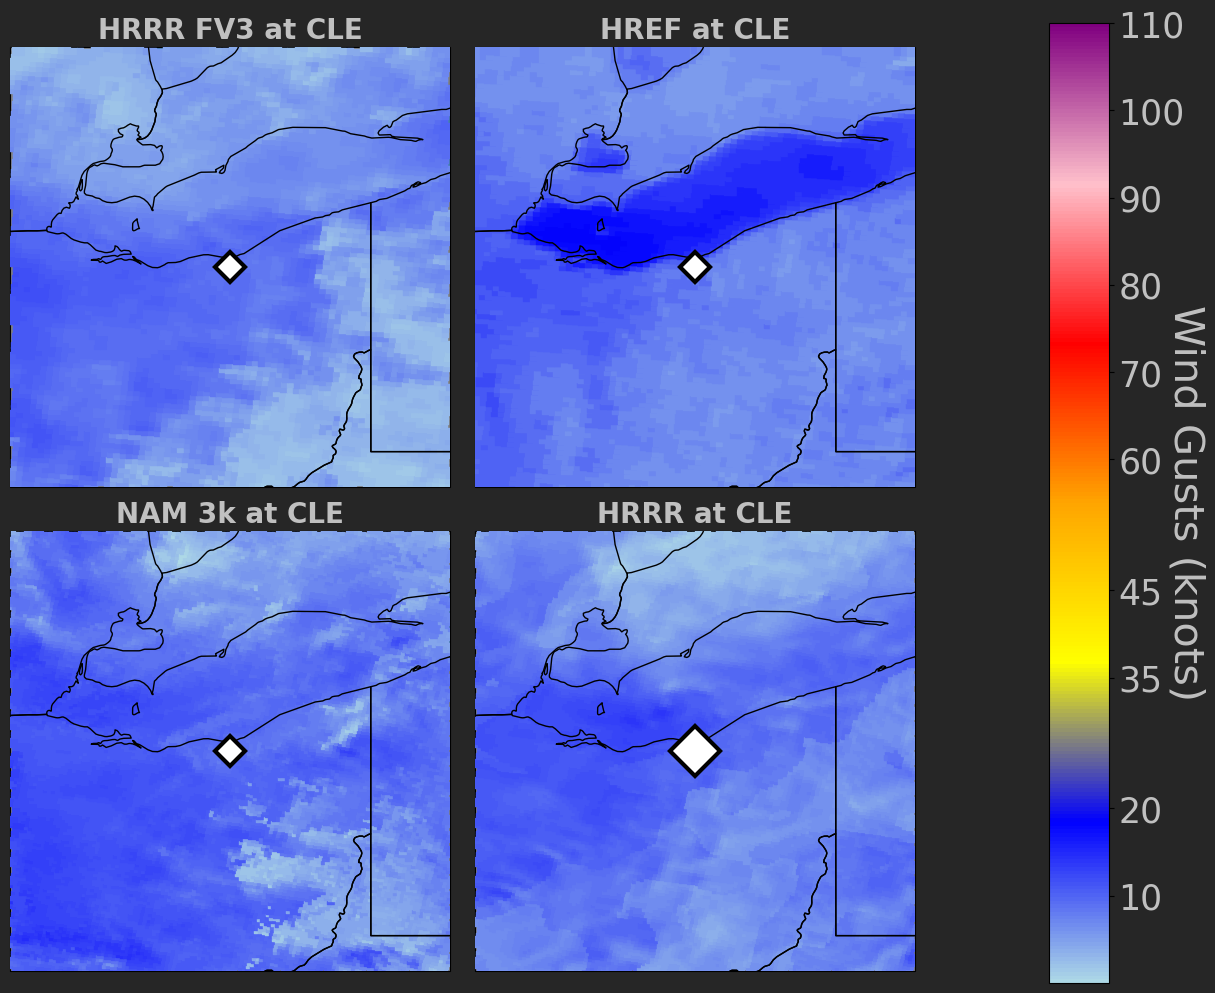 HRRR FV3 at CLE
HREF at CLE
NAM 3k at CLE
HRRR at CLE
110
100
90
80
70
60
45
35
20
10
Wind Gusts (knots)